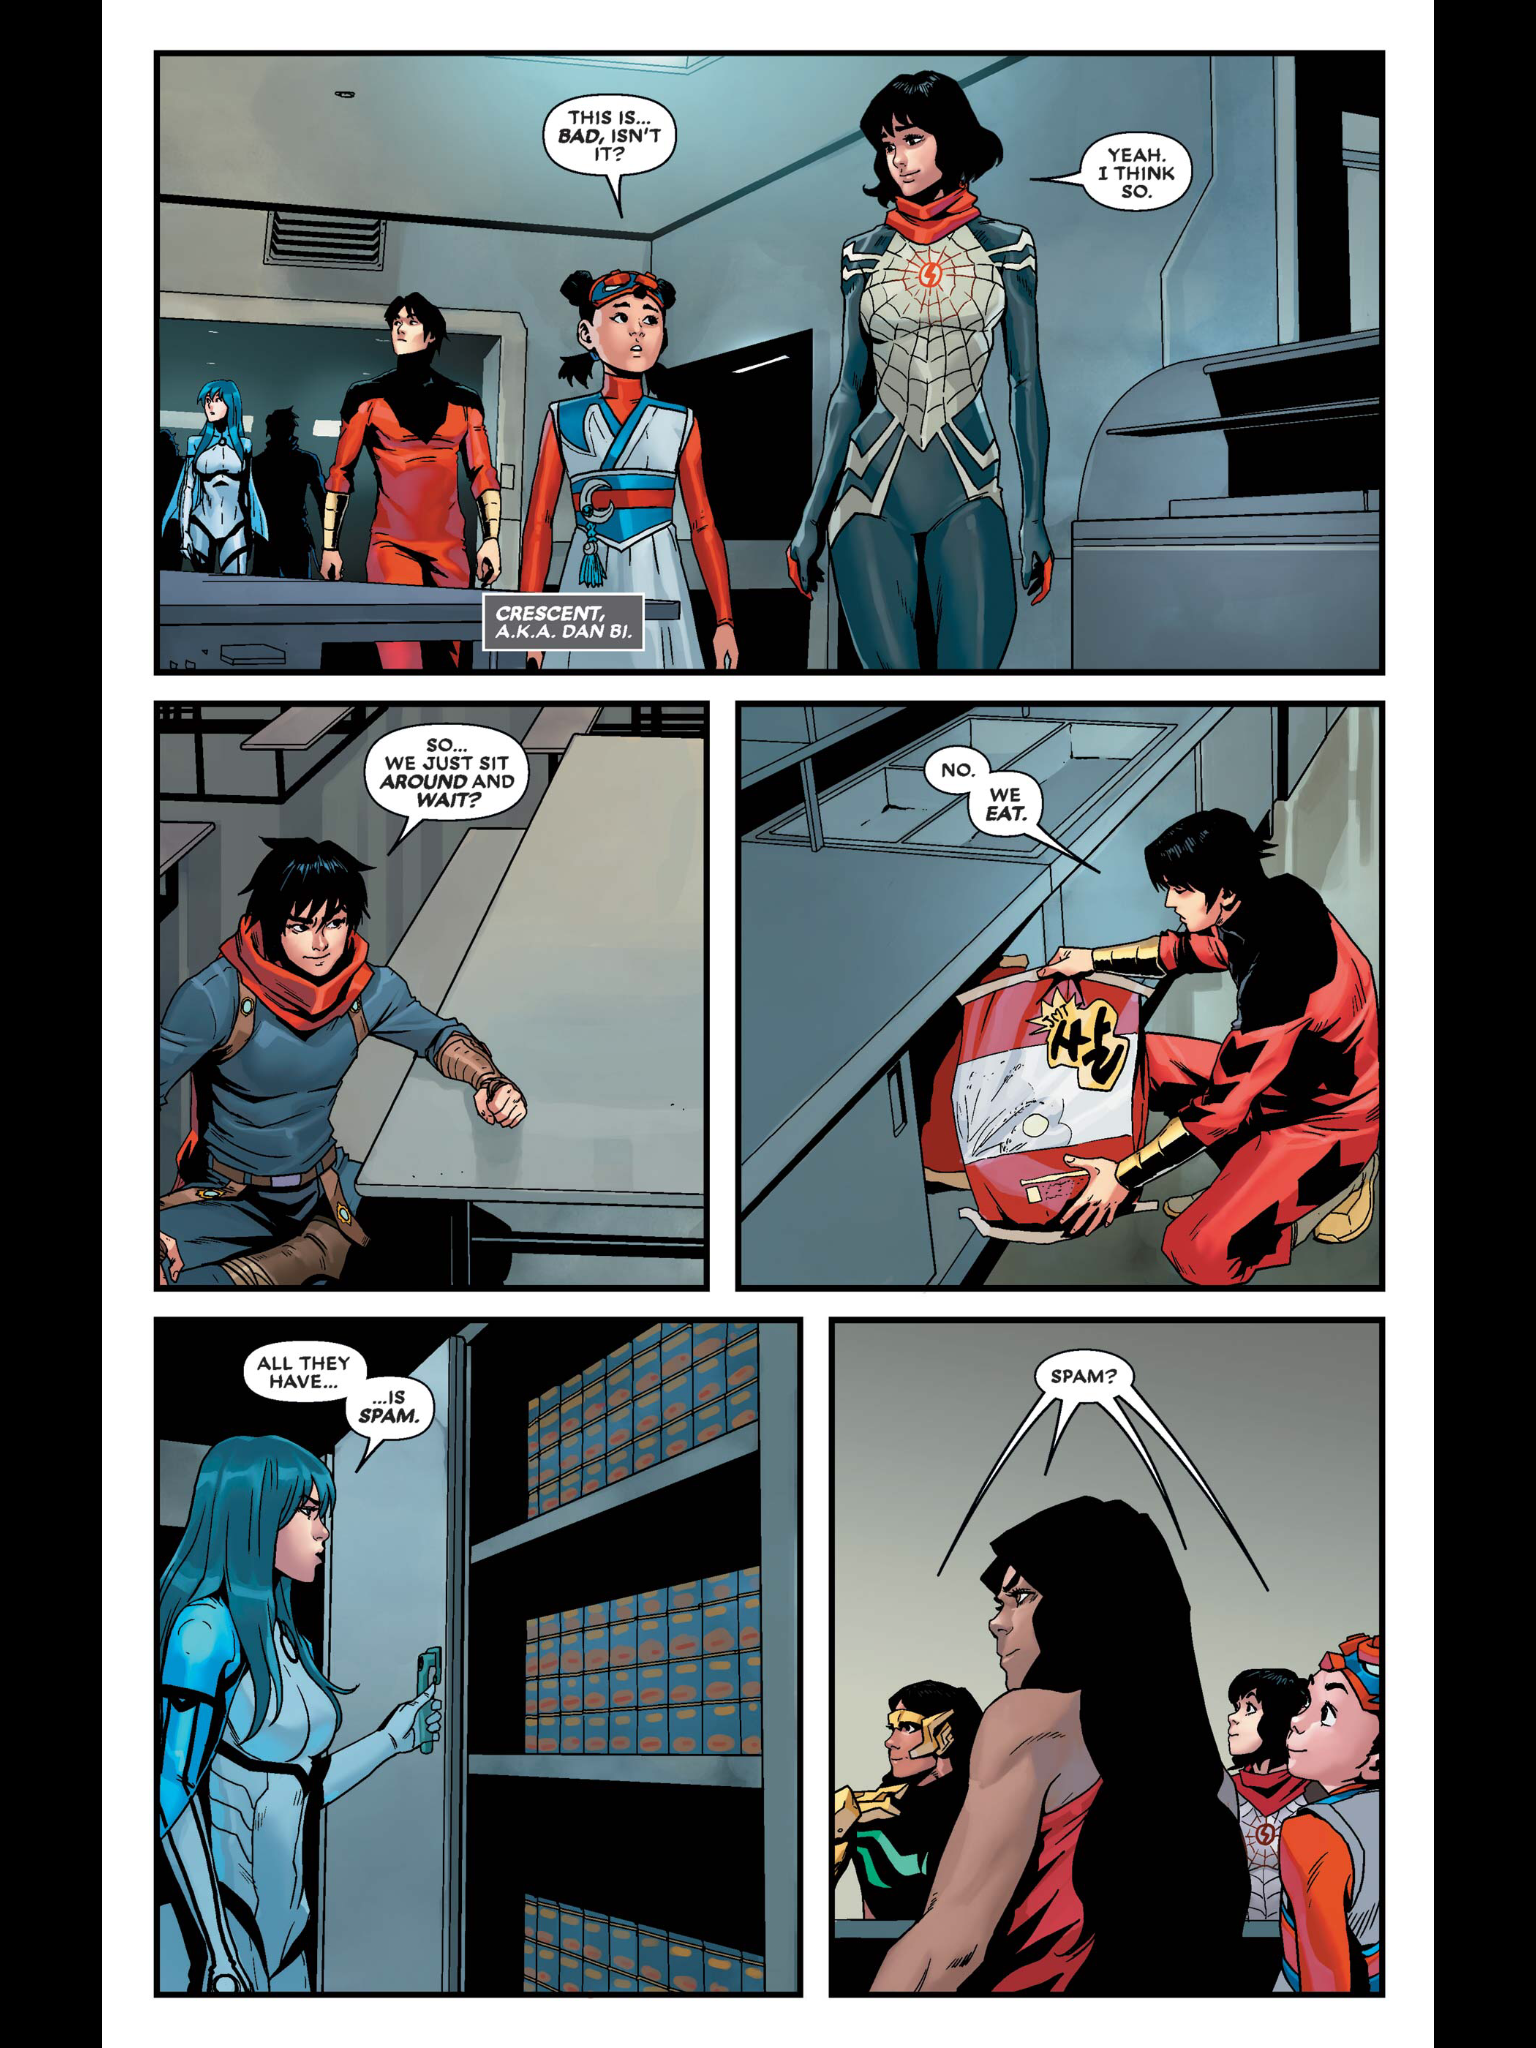 THIS IS...
BAD, ISN'T
IT?
YEAH.
I THINK
SO.
CRESCENT,
A.K.A. DAN BI.
SO...
WE JUST SIT
AROUND AND
WAIT?
NO.
WE
EAT.
JMT
쌀
ALL THEY
HAVE...
...IS
SPAM.
SPAM?